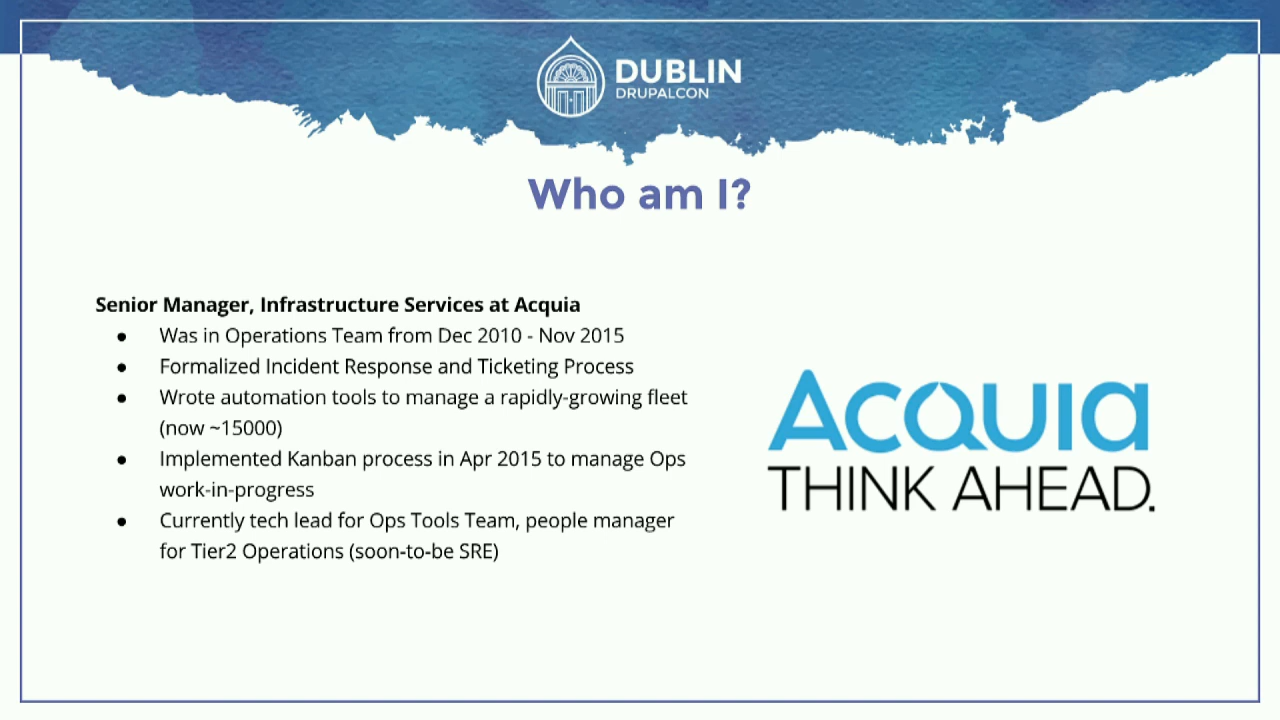 DUBLIN
DRUPALCON
Who am I?
Senior Manager, Infrastructure Services at Acquia
● Was in Operations Team from Dec 2010 - Nov 2015
● Formalized Incident Response and Ticketing Process
● Wrote automation tools to manage a rapidly-growing fleet
(now ~15000)
● Implemented Kanban process in Apr 2015 to manage Ops
work-in-progress
● Currently tech lead for Ops Tools Team, people manager
for Tier2 Operations (soon-to-be SRE)
ACQUIA
THINK AHEAD.